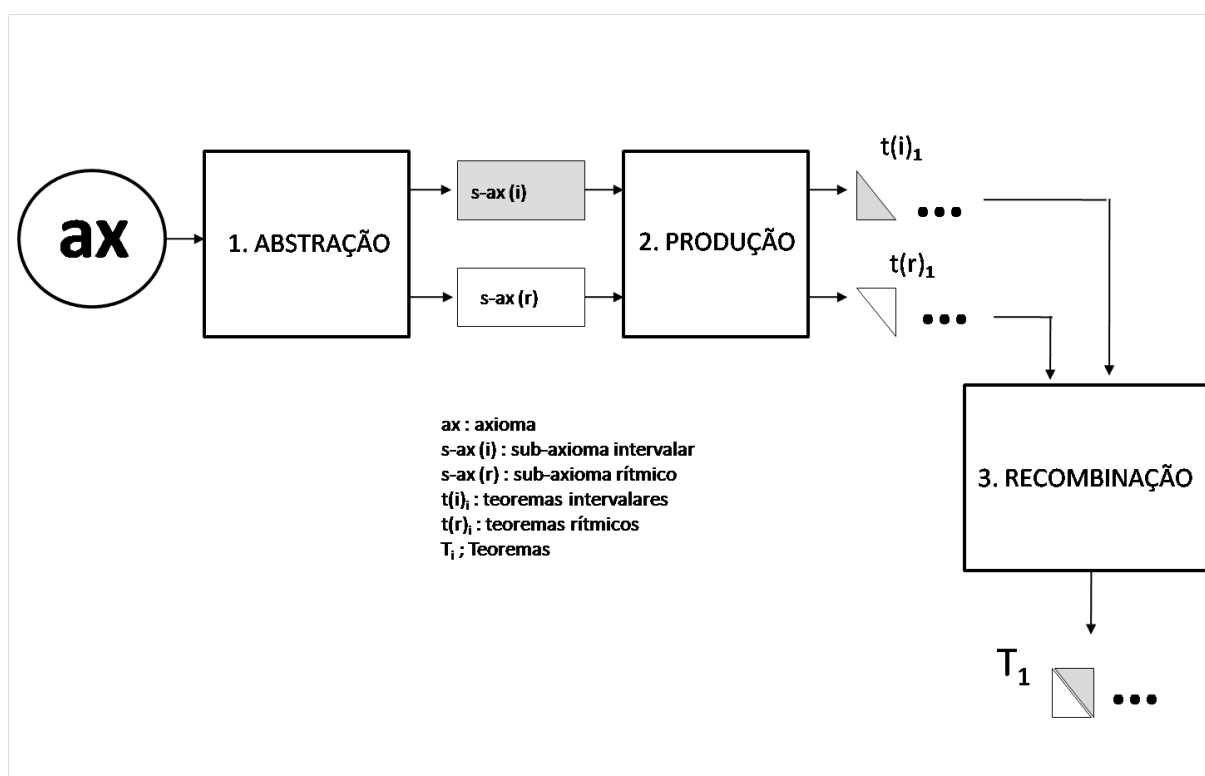 ax
1. ABSTRAÇÃO
s-ax (i)
s-ax (r)
2. PRODUÇÃO
t(i)₁
•••
t(r)₁
•••
ax : axioma
s-ax (i) : sub-axioma intervalar
s-ax (r) : sub-axioma rítmico
t(i)ᵢ : teoremas intervalares
t(r)ᵢ : teoremas rítmicos
Tᵢ ; Teoremas
3. RECOMBINAÇÃO
T₁
•••